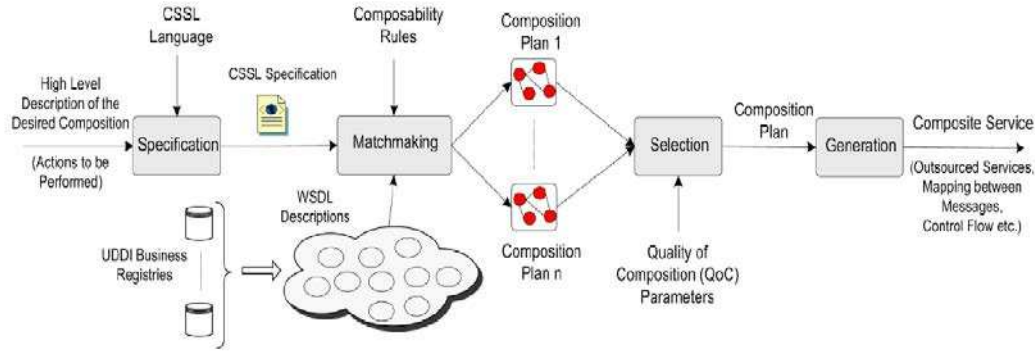 CSSL
Language
High Level
Description of the
Desired Composition
(Actions to be
Performed)
Specification
CSSL Specification
Composability
Rules
Matchmaking
WSDL
Descriptions
UDDI Business
Registries
Composition
Plan 1
Composition
Plan n
Selection
Quality of
Composition (QoC)
Parameters
Composition
Plan
Generation
Composite Service
(Outsourced Services,
Mapping between
Messages,
Control Flow etc.)